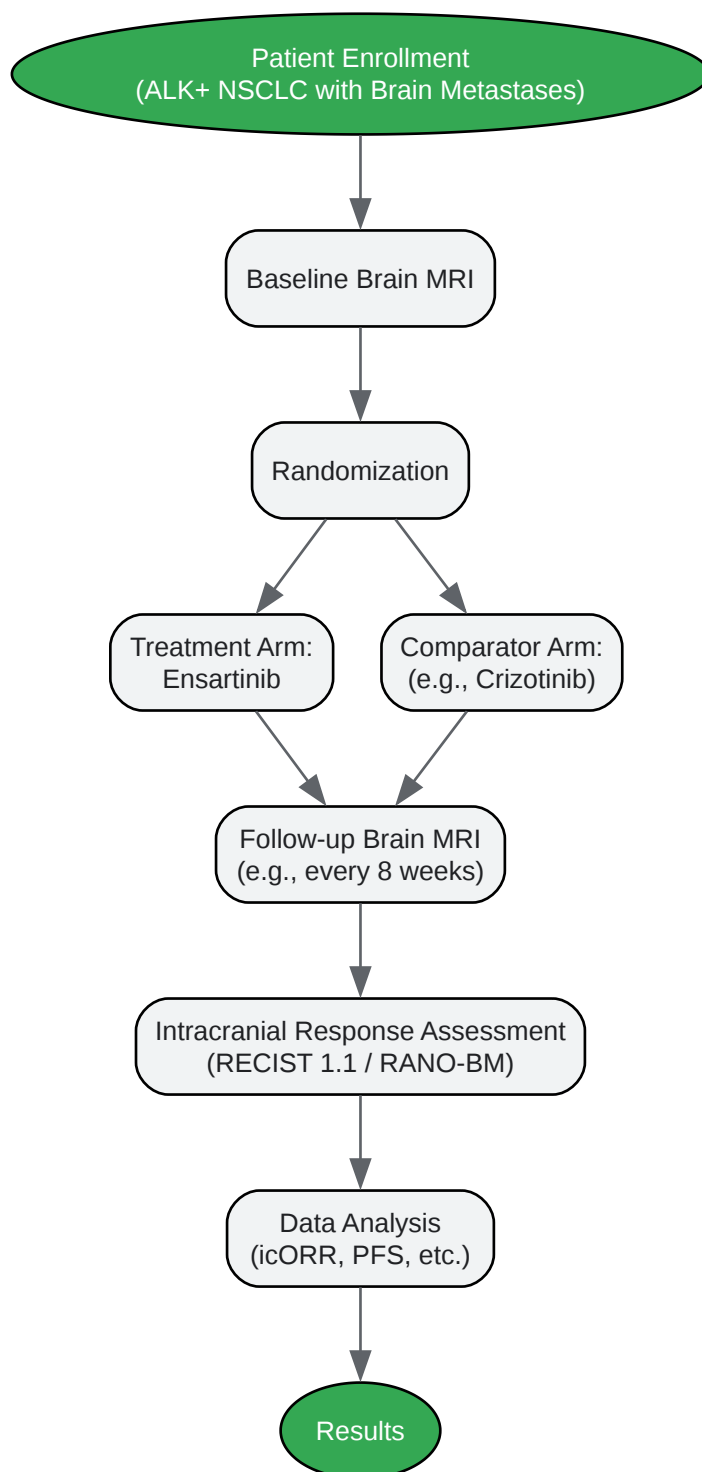 Patient Enrollment
(ALK+ NSCLC with Brain Metastases)
Baseline Brain MRI
Randomization
Treatment Arm:
Ensartinib
Comparator Arm:
(e.g., Crizotinib)
Follow-up Brain MRI
(e.g., every 8 weeks)
Intracranial Response Assessment
(RECIST 1.1 / RANO-BM)
Data Analysis
(icORR, PFS, etc.)
Results